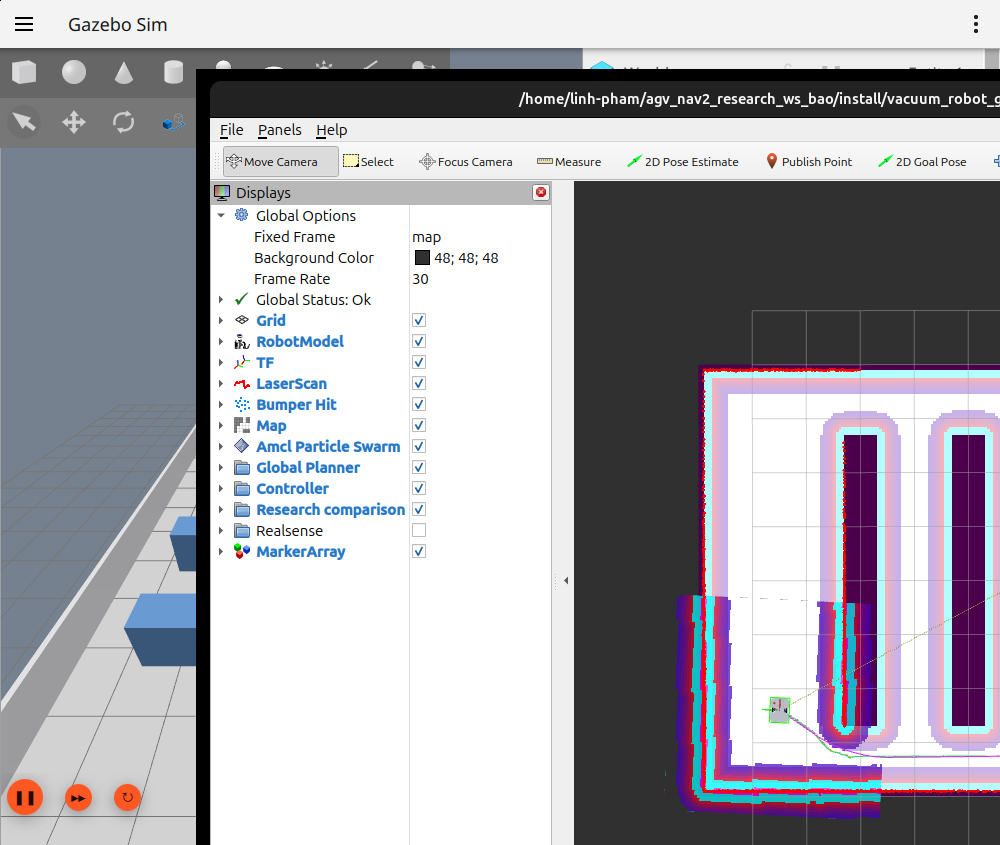 Gazebo Sim
/home/linh-pham/agv_nav2_research_ws_bao/install/vacuum_robot_g
File Panels Help
Move Camera Select Focus Camera Measure 2D Pose Estimate Publish Point 2D Goal Pose
Displays
Global Options
Fixed Frame map
Background Color 48; 48; 48
Frame Rate 30
Global Status: Ok
Grid
RobotModel
TF
LaserScan
Bumper Hit
Map
Amcl Particle Swarm
Global Planner
Controller
Research comparison
Realsense
MarkerArray